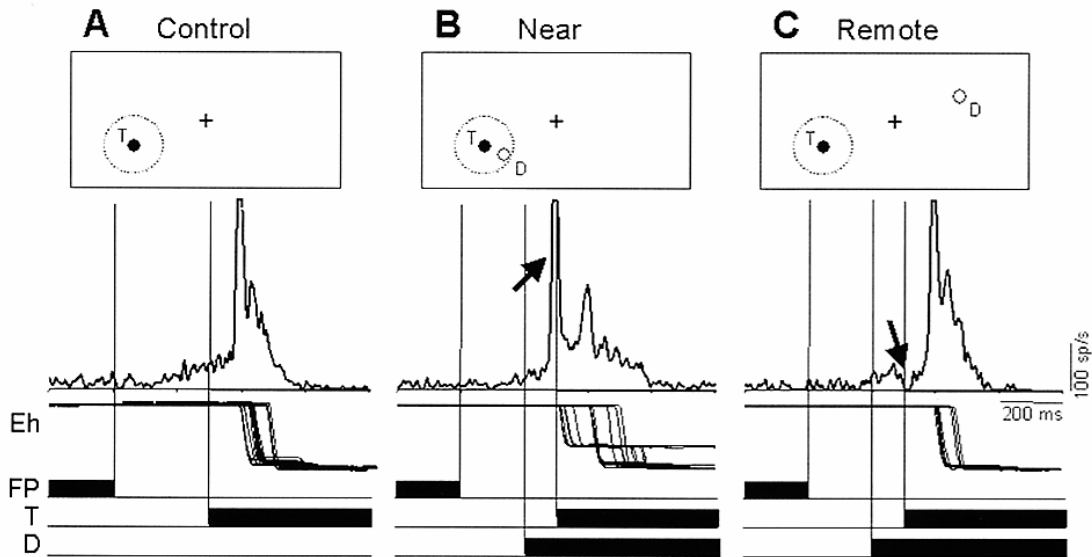 A Control
B Near
C Remote
T
T
D
T
D
100 sp/s
200 ms
Eh
FP
T
D